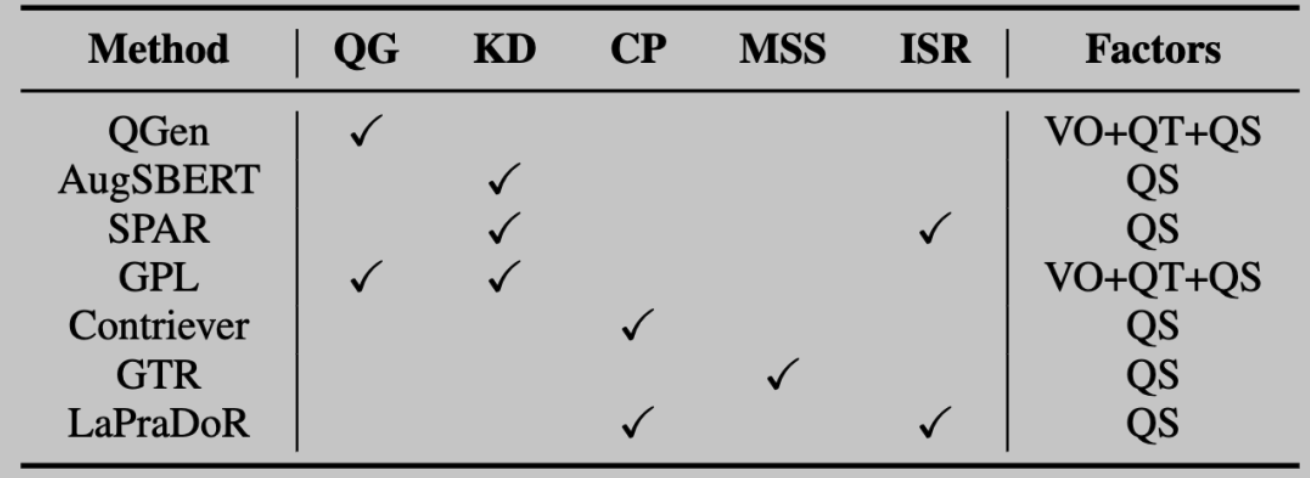 Method QG KD CP MSS ISR Factors
QGen ✓ VO+QT+QS
AugSBERT ✓ QS
SPAR ✓ ✓ QS
GPL ✓ ✓ VO+QT+QS
Contriever ✓ QS
GTR ✓ QS
LaPraDoR ✓ ✓ QS